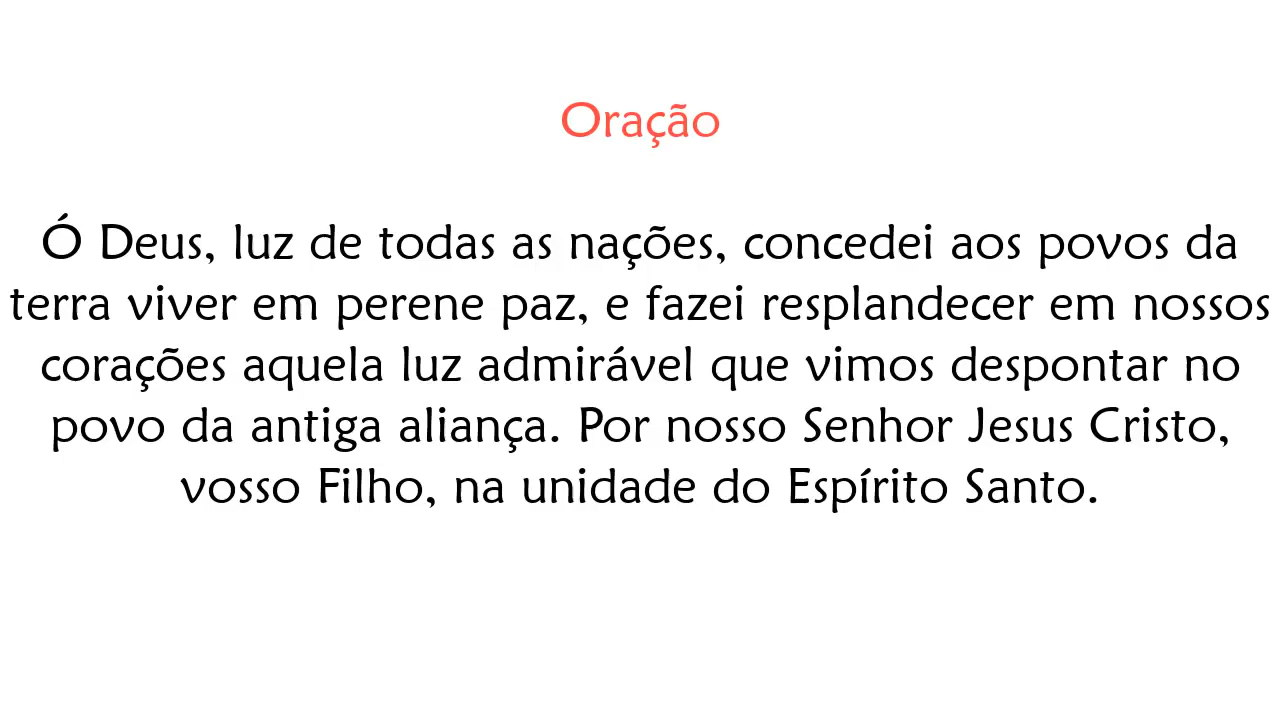 Oração
Ó Deus, luz de todas as nações, concedei aos povos da
terra viver em perene paz, e fazei resplandecer em nossos
corações aquela luz admirável que vimos despontar no
povo da antiga aliança. Por nosso Senhor Jesus Cristo,
vosso Filho, na unidade do Espírito Santo.